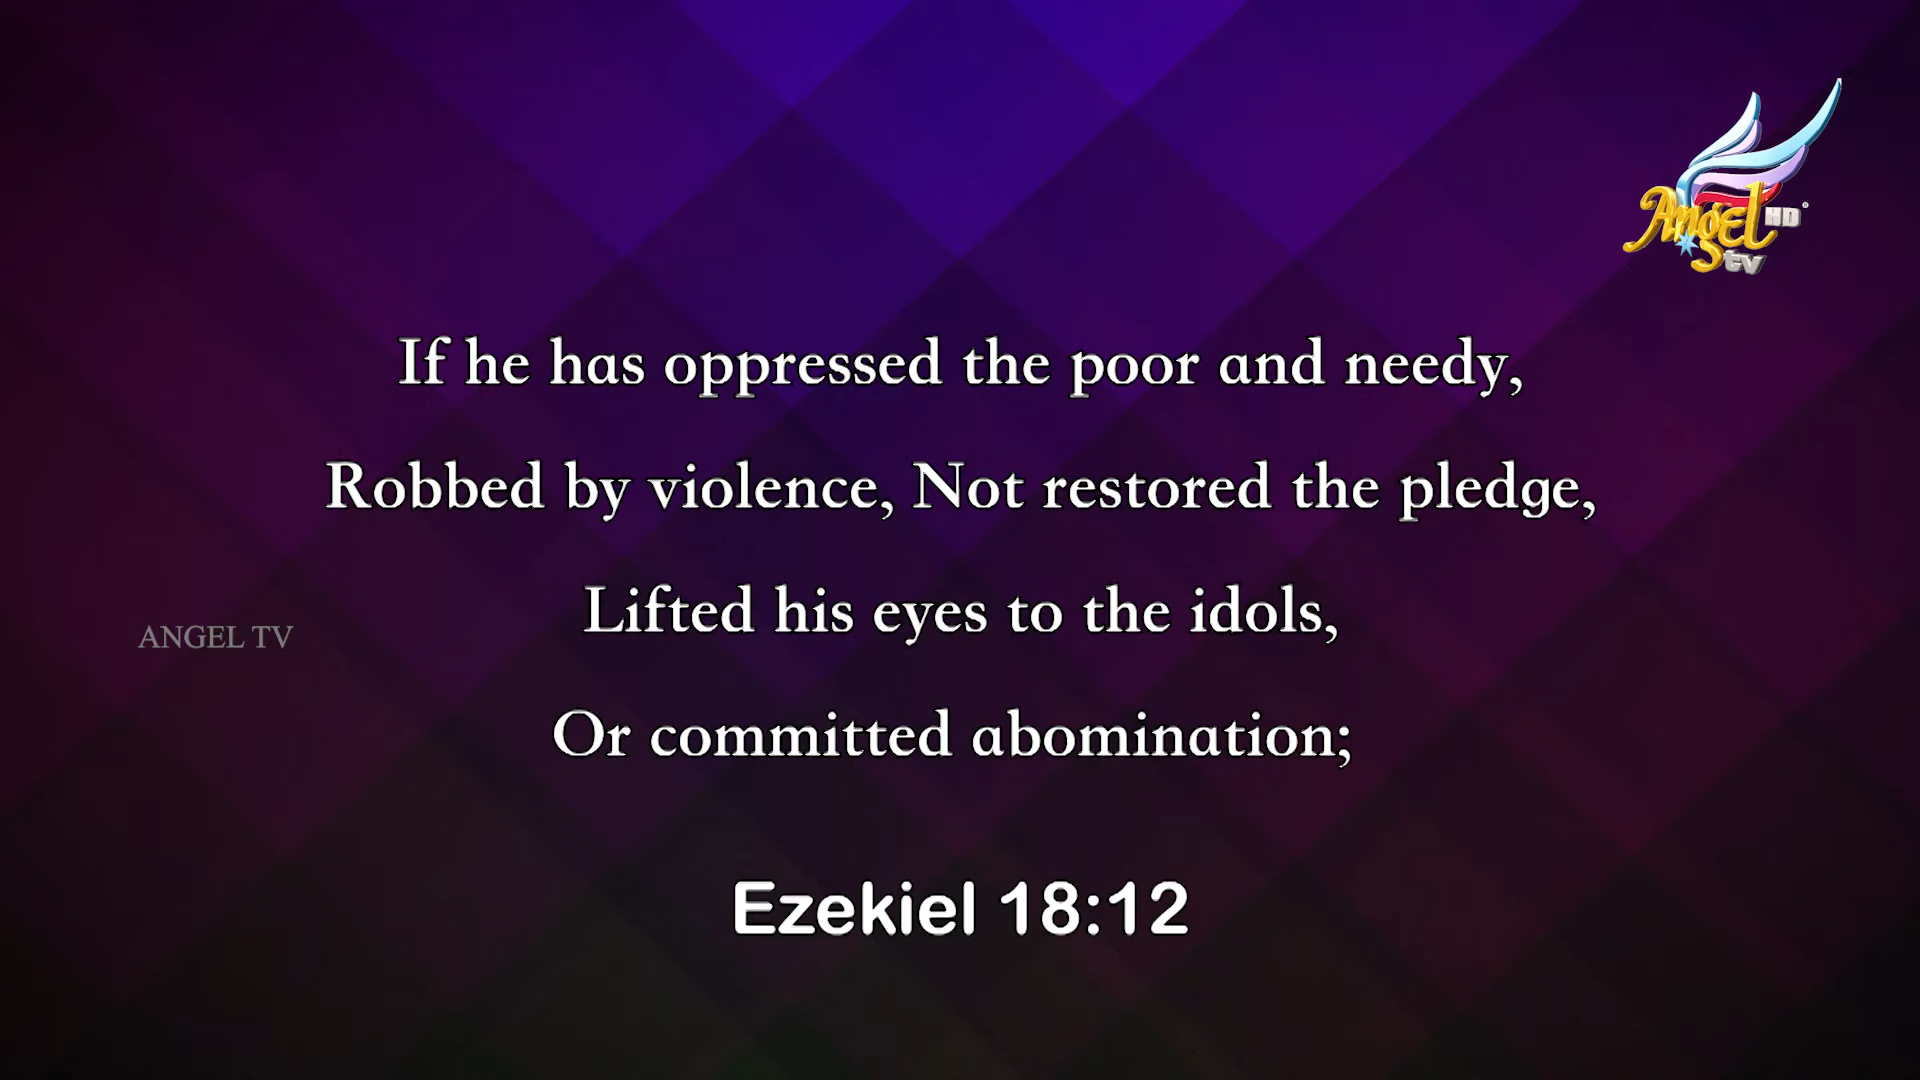 Angel HD
tv
If he has oppressed the poor and needy,
Robbed by violence, Not restored the pledge,
Lifted his eyes to the idols,
ANGEL TV
Or committed abomination;
Ezekiel 18:12